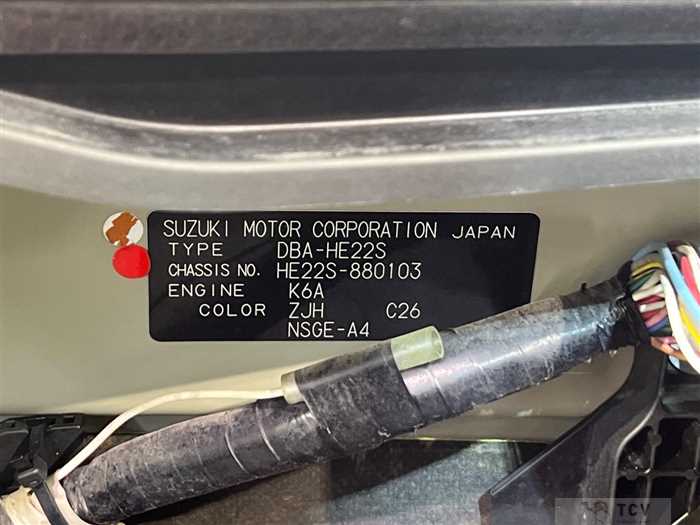 SUZUKI MOTOR CORPORATION JAPAN
TYPE DBA-HE22S
CHASSIS NO. HE22S-880103
ENGINE K6A
COLOR ZJH C26
NSGE-A4
TCV